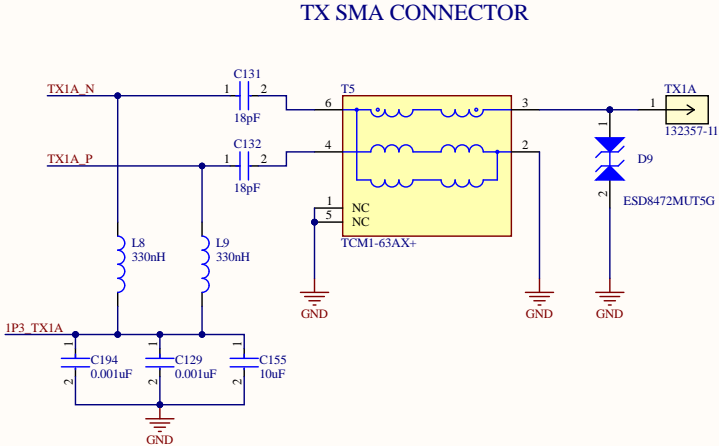 TX SMA CONNECTOR
TX1A_N
C131
1 2
18pF
T5
6
3
TX1A
1
132357-11
TX1A_P
C132
1 2
18pF
4
2
1
D9
2
ESD8472MUT5G
1 NC
5 NC
TCM1-63AX+
L8
330nH
L9
330nH
GND
GND
GND
1P3_TX1A
1
C194
0.001uF
2
1
C129
0.001uF
2
1
C155
10uF
2
GND